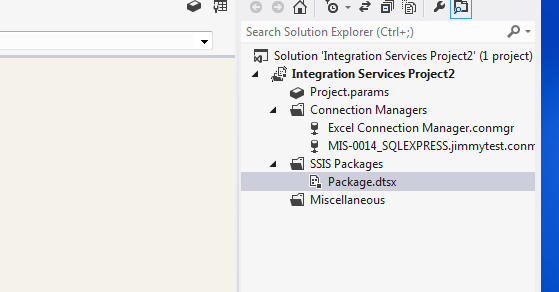 Search Solution Explorer (Ctrl+;)
Solution 'Integration Services Project2' (1 project)
Integration Services Project2
Project.params
Connection Managers
Excel Connection Manager.conmgr
MIS-0014_SQLEXPRESS.jimmytest.conm
SSIS Packages
Package.dtsx
Miscellaneous